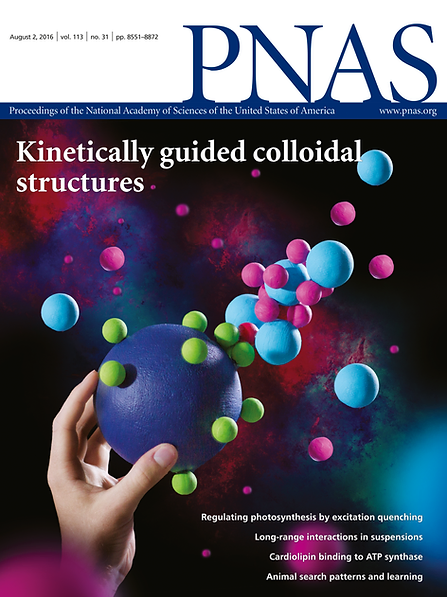 August 2, 2016 | vol. 113 | no. 31 | pp. 8551–8872
PNAS
Proceedings of the National Academy of Sciences of the United States of America www.pnas.org
Kinetically guided colloidal
structures
Regulating photosynthesis by excitation quenching
Long-range interactions in suspensions
Cardiolipin binding to ATP synthase
Animal search patterns and learning